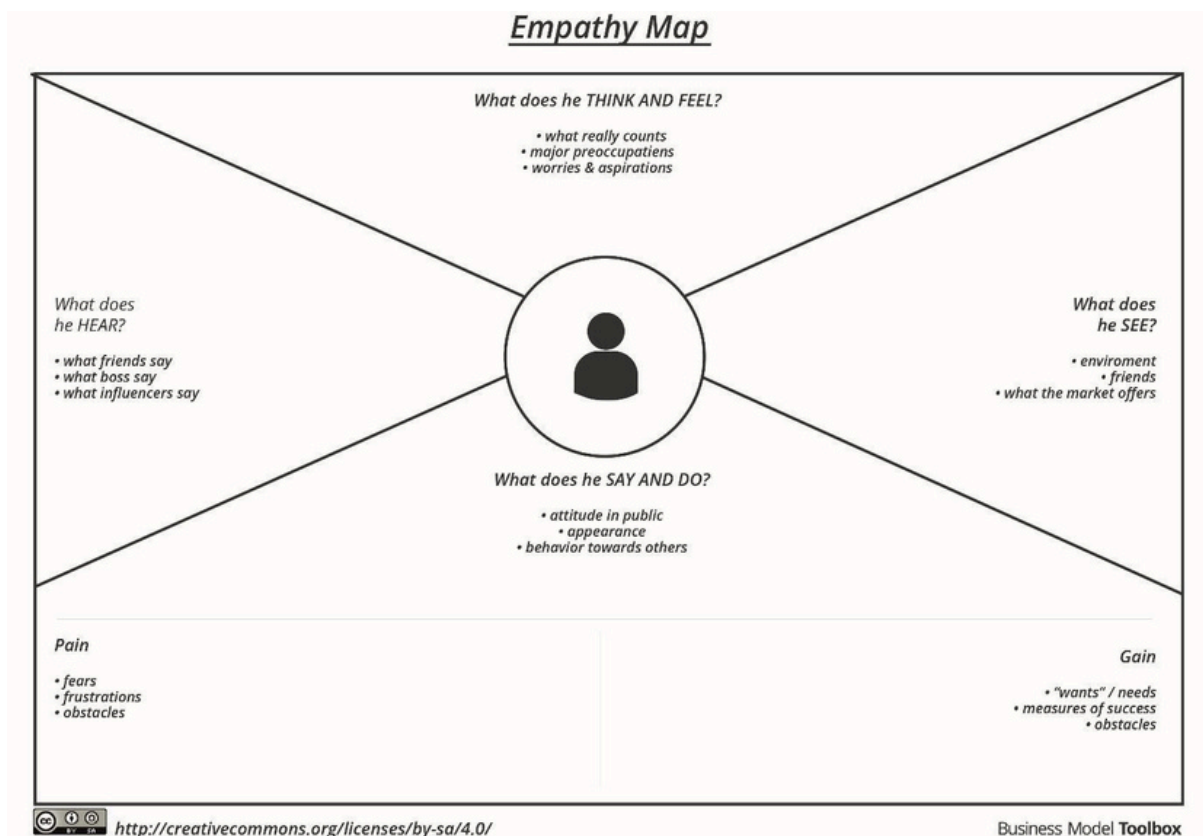 Empathy Map
What does he THINK AND FEEL?
• what really counts
• major preoccupatiens
• worries & aspirations
What does
he HEAR?
• what friends say
• what boss say
• what influencers say
What does
he SEE?
• enviroment
• friends
• what the market offers
What does he SAY AND DO?
• attitude in public
• appearance
• behavior towards others
Pain
• fears
• frustrations
• obstacles
Gain
• “wants” / needs
• measures of success
• obstacles
cc BY SA
http://creativecommons.org/licenses/by-sa/4.0/
Business Model Toolbox